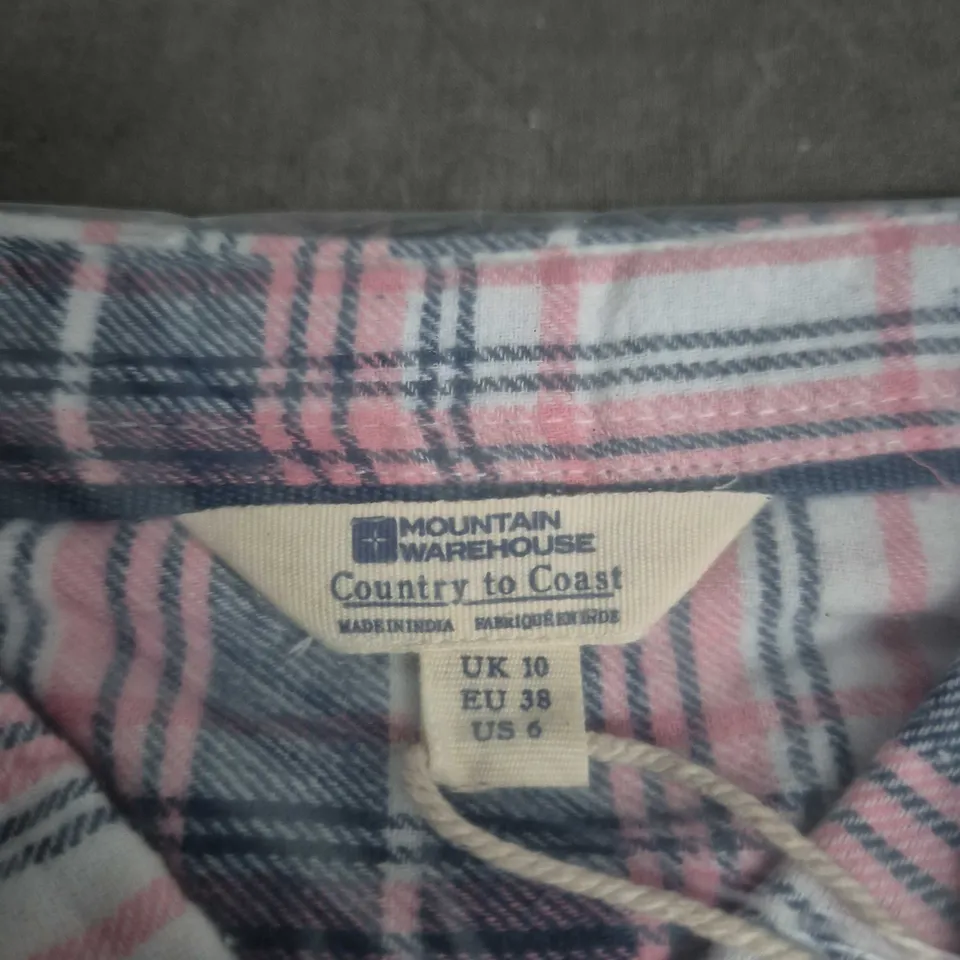 MOUNTAIN
WAREHOUSE
Country to Coast
MADE IN INDIA FABRIQUÉ EN INDE
UK 10
EU 38
US 6